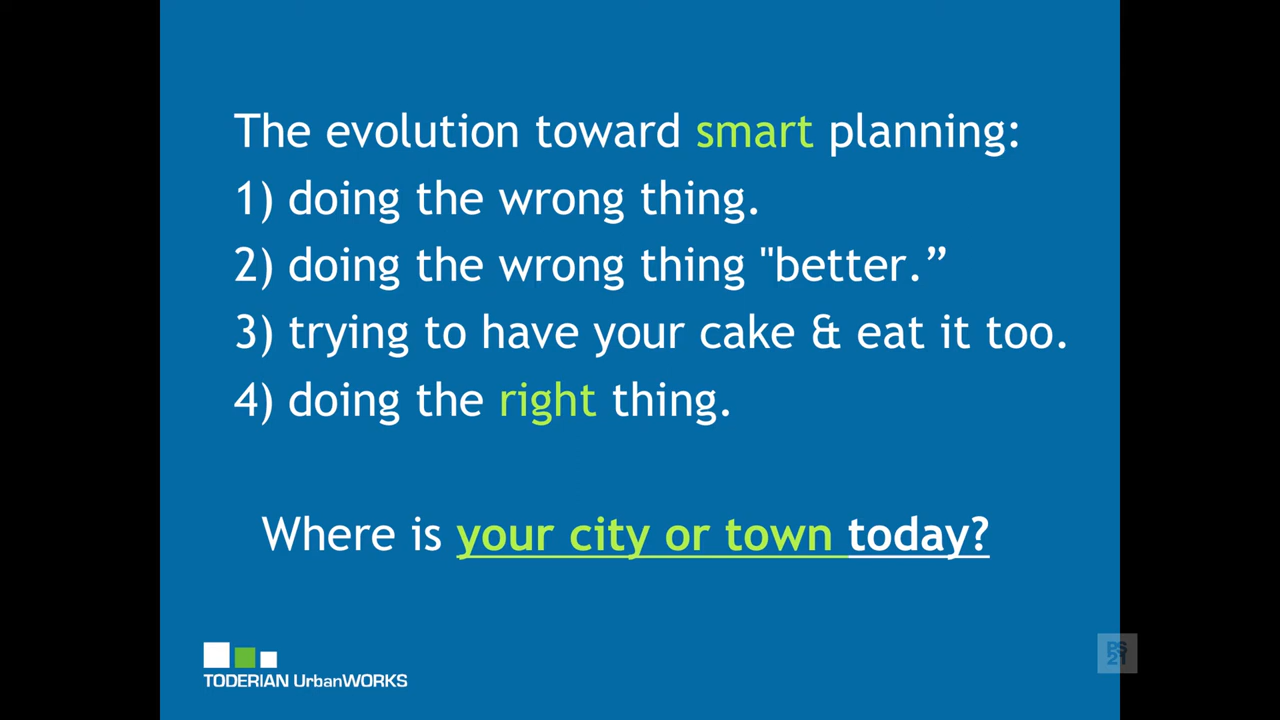 The evolution toward smart planning:
1) doing the wrong thing.
2) doing the wrong thing "better.”
3) trying to have your cake & eat it too.
4) doing the right thing.
Where is your city or town today?
TODERIAN UrbanWORKS
PS
21